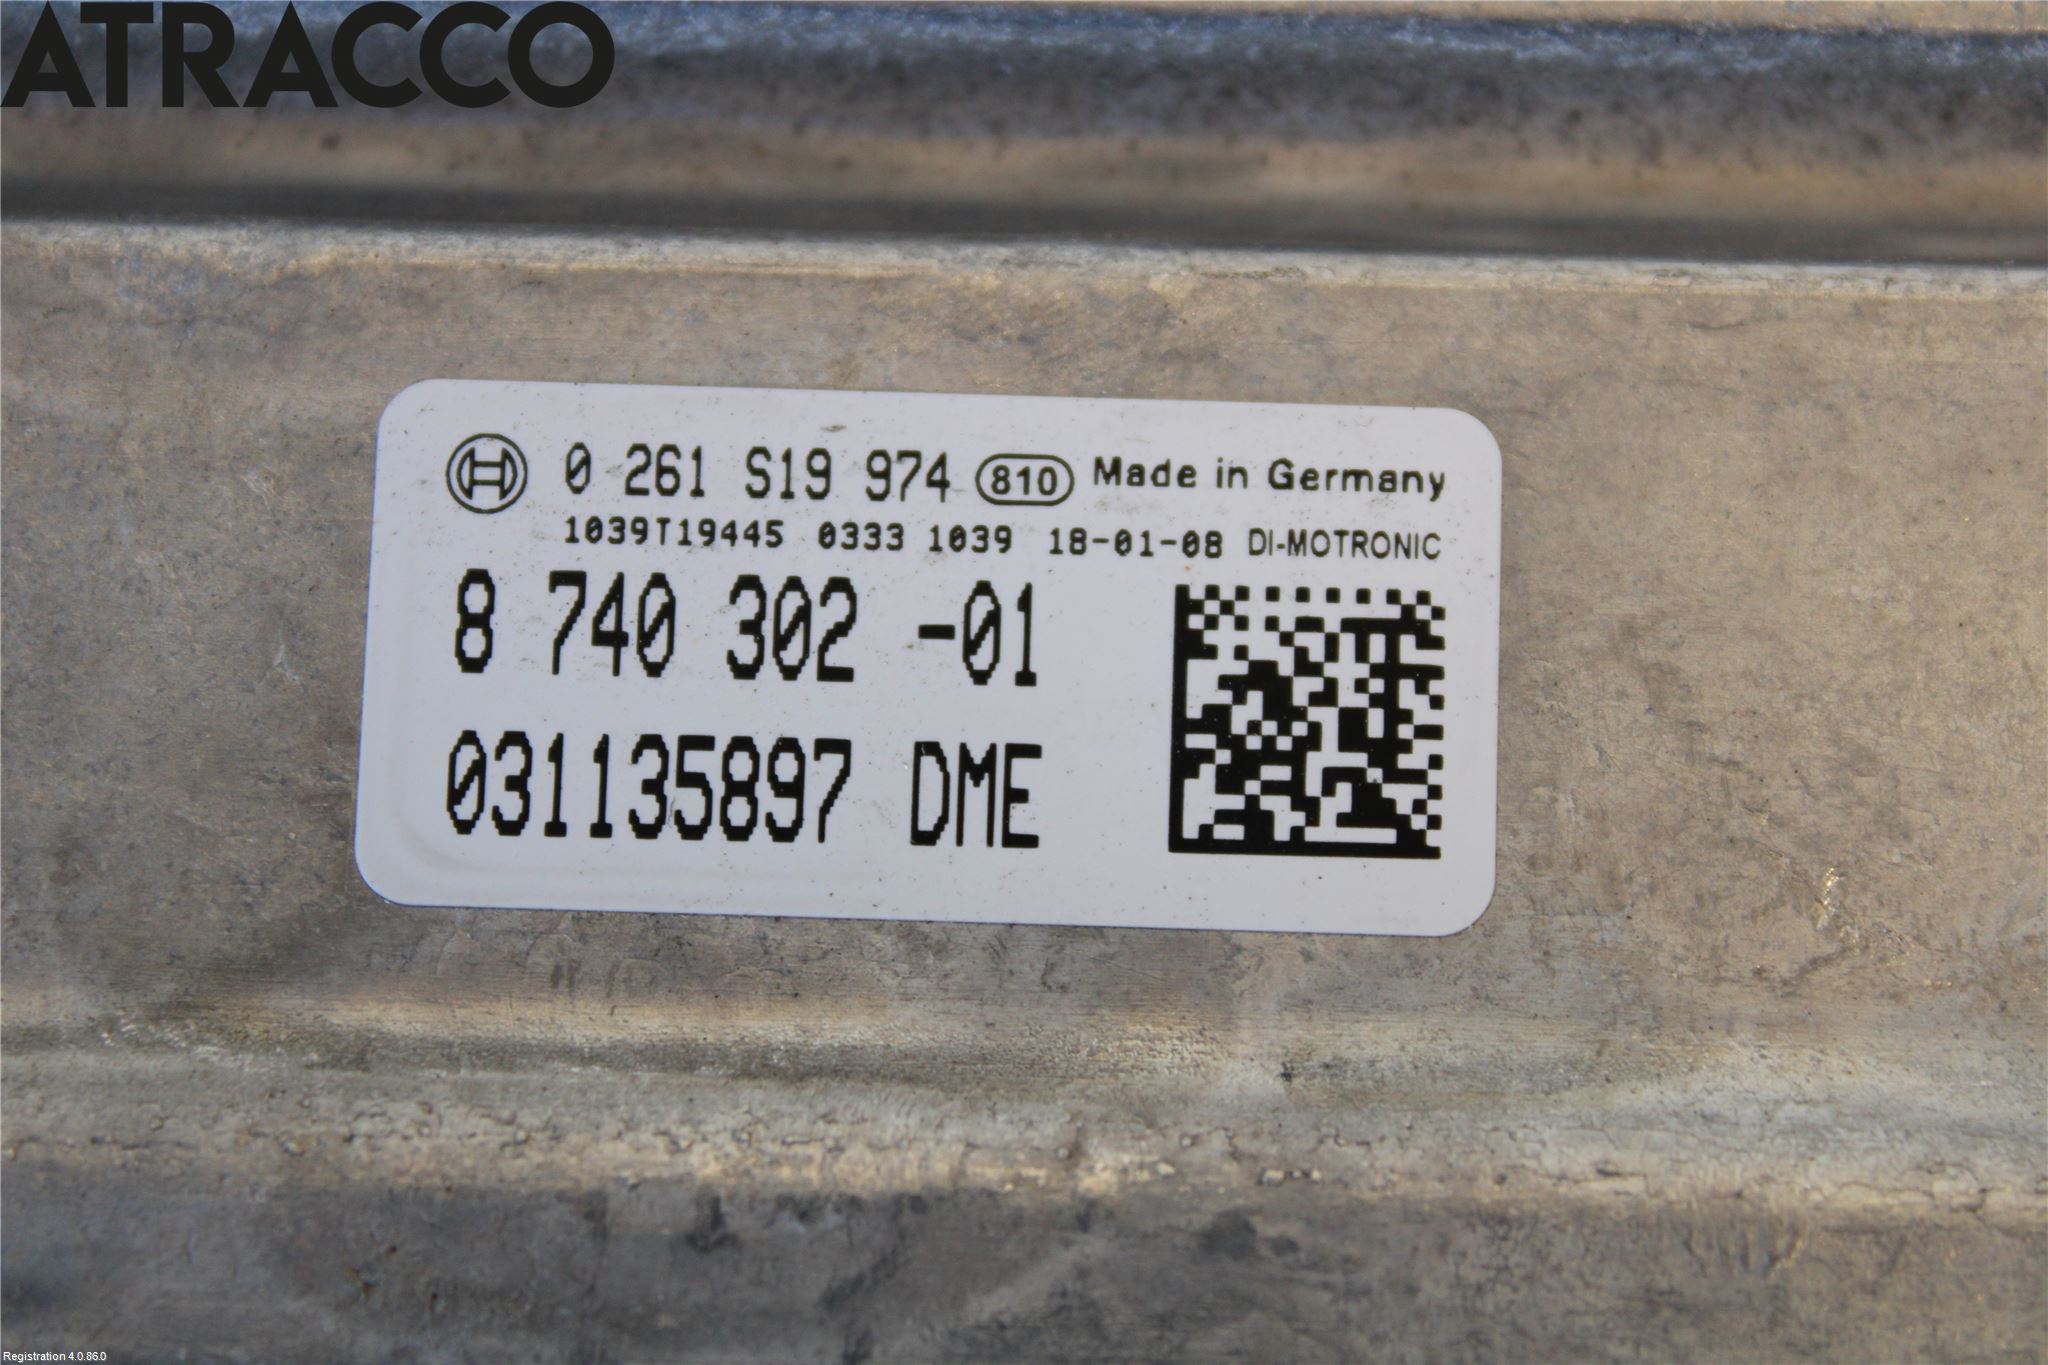 ATRACCO
0 261 S19 974 810 Made in Germany
1039T19445 0333 1039 18-01-08 DI-MOTRONIC
8 740 302 -01
031135897 DME
Registration 4.0.86.0